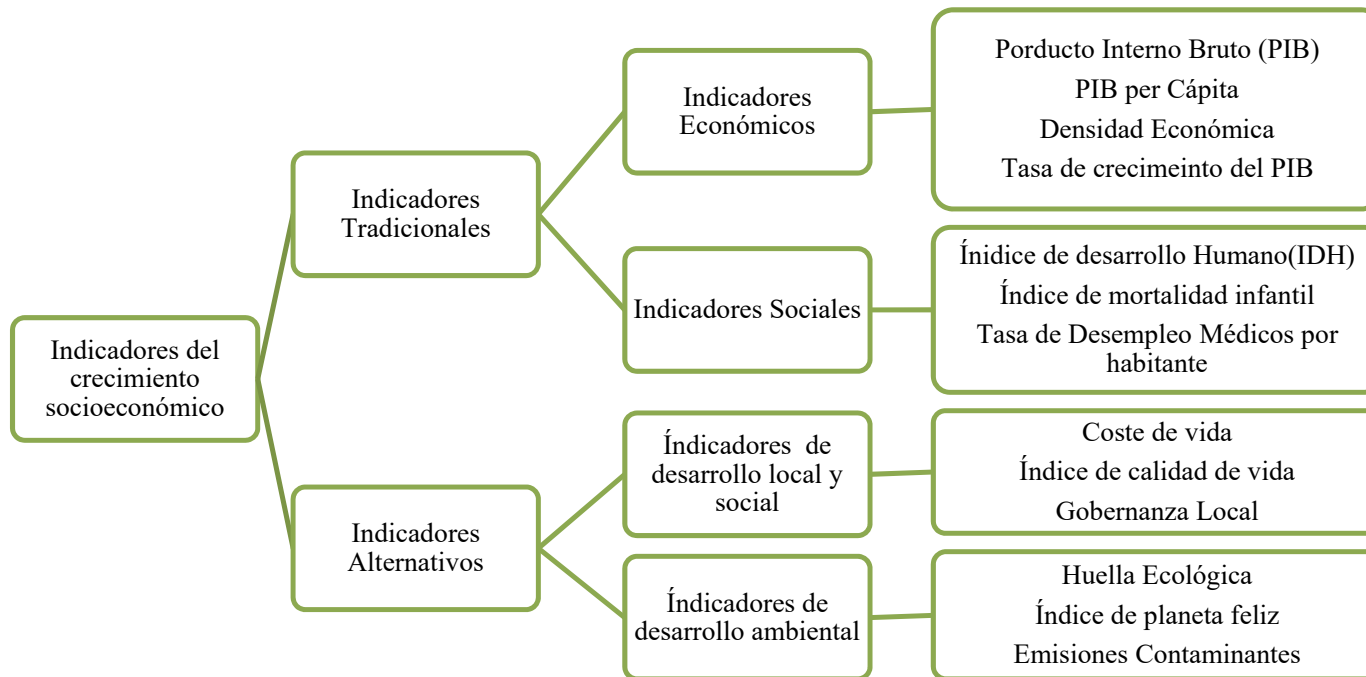 Indicadores del
crecimiento
socioeconómico
Indicadores
Tradicionales
Indicadores
Económicos
Porducto Interno Bruto (PIB)
PIB per Cápita
Densidad Económica
Tasa de crecimeinto del PIB
Indicadores Sociales
Ínidice de desarrollo Humano(IDH)
Índice de mortalidad infantil
Tasa de Desempleo Médicos por
habitante
Indicadores
Alternativos
Índicadores de
desarrollo local y
social
Coste de vida
Índice de calidad de vida
Gobernanza Local
Índicadores de
desarrollo ambiental
Huella Ecológica
Índice de planeta feliz
Emisiones Contaminantes